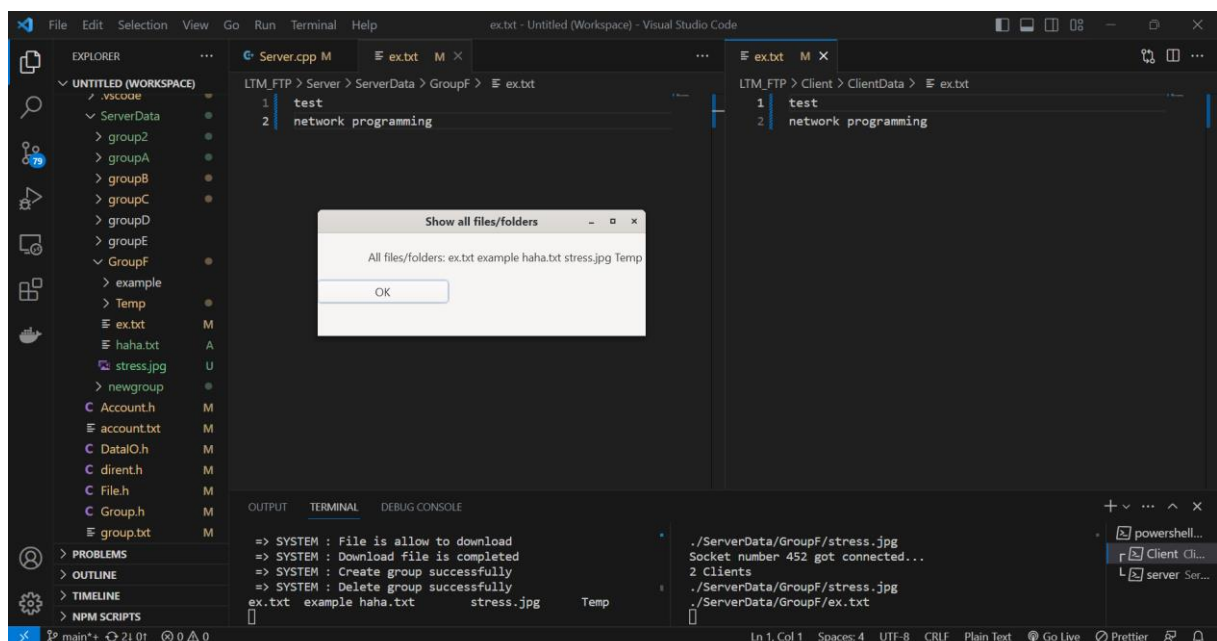 File Edit Selection View Go Run Terminal Help ex.txt - Untitled (Workspace) - Visual Studio Code
EXPLORER
UNTITLED (WORKSPACE)
.vscode
ServerData
group2
groupA
groupB
groupC
groupD
groupE
GroupF
example
Temp
ex.txt M
haha.txt A
stress.jpg U
newgroup
Account.h M
account.txt M
DataIO.h M
dirent.h M
File.h M
Group.h M
group.txt M
PROBLEMS
OUTLINE
TIMELINE
NPM SCRIPTS
79
Server.cpp M ex.txt M
LTM_FTP > Server > ServerData > GroupF > ex.txt
1 test
2 network programming
ex.txt M
LTM_FTP > Client > ClientData > ex.txt
1 test
2 network programming
Show all files/folders
All files/folders: ex.txt example haha.txt stress.jpg Temp
OK
OUTPUT TERMINAL DEBUG CONSOLE
=> SYSTEM : File is allow to download
=> SYSTEM : Download file is completed
=> SYSTEM : Create group successfully
=> SYSTEM : Delete group successfully
ex.txt example haha.txt stress.jpg Temp
./ServerData/GroupF/stress.jpg
Socket number 452 got connected...
2 Clients
./ServerData/GroupF/stress.jpg
./ServerData/GroupF/ex.txt
powershell...
Client Cli...
server Ser...
main*+ 2↓ 0↑ 0 0 Ln 1, Col 1 Spaces: 4 UTF-8 CRLF Plain Text Go Live Prettier